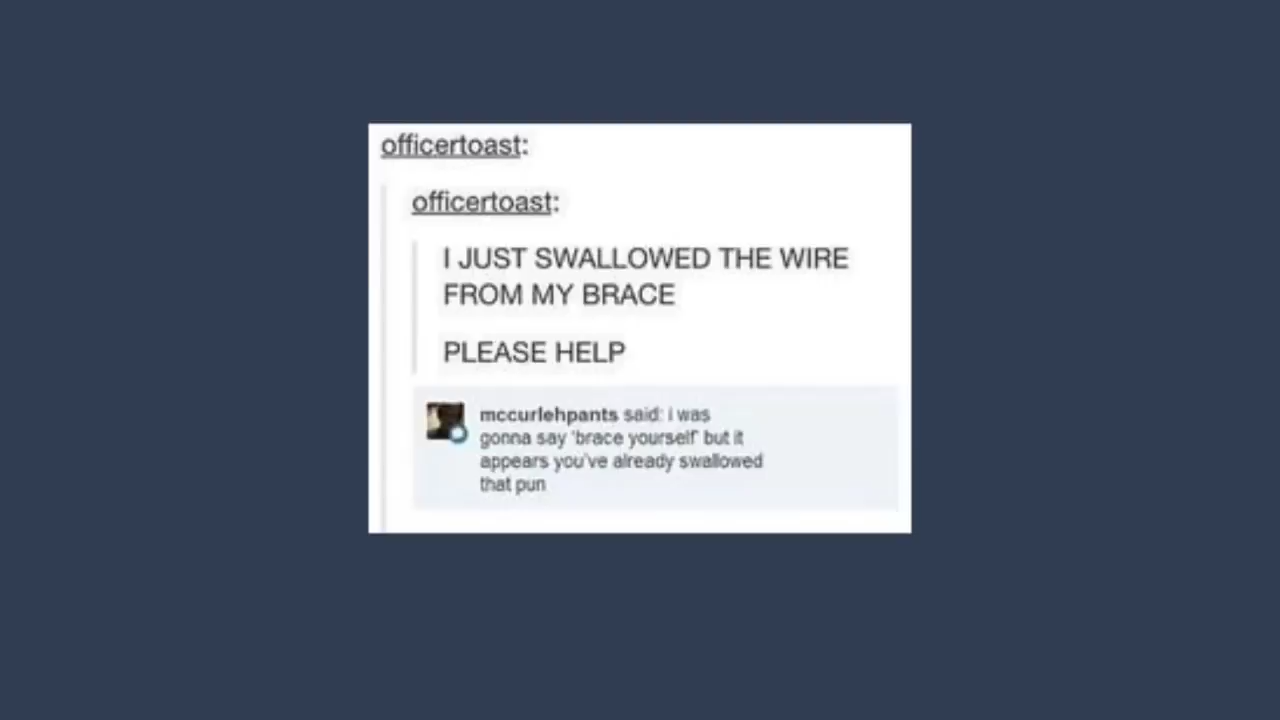 officertoast:
officertoast:
I JUST SWALLOWED THE WIRE
FROM MY BRACE
PLEASE HELP
mccurlehpants said: i was
gonna say 'brace yourself' but it
appears you've already swallowed
that pun